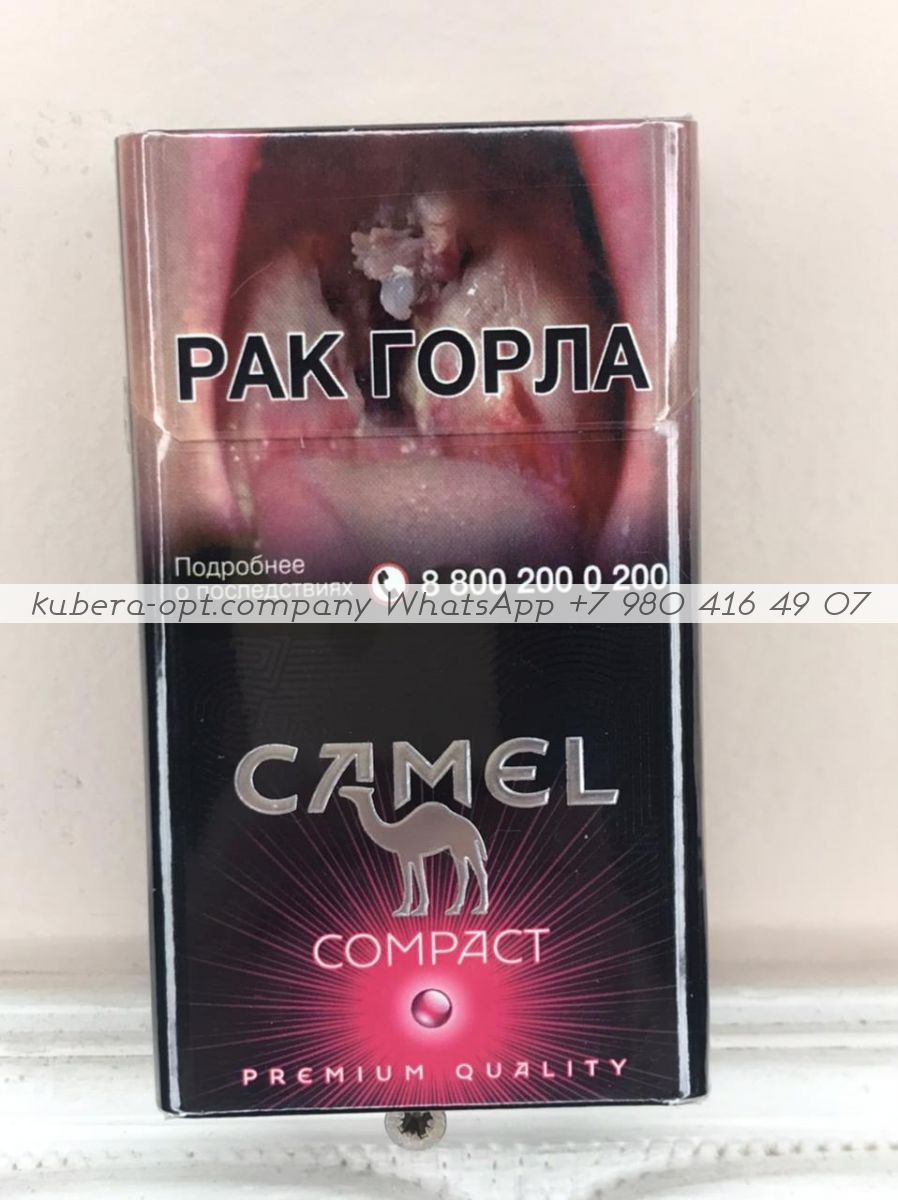 РАК ГОРЛА
Подробнее
о последствиях 8 800 200 0 200
kubera-opt.company WhatsApp +7 980 416 49 07
CAMEL
COMPACT
PREMIUM QUALITY